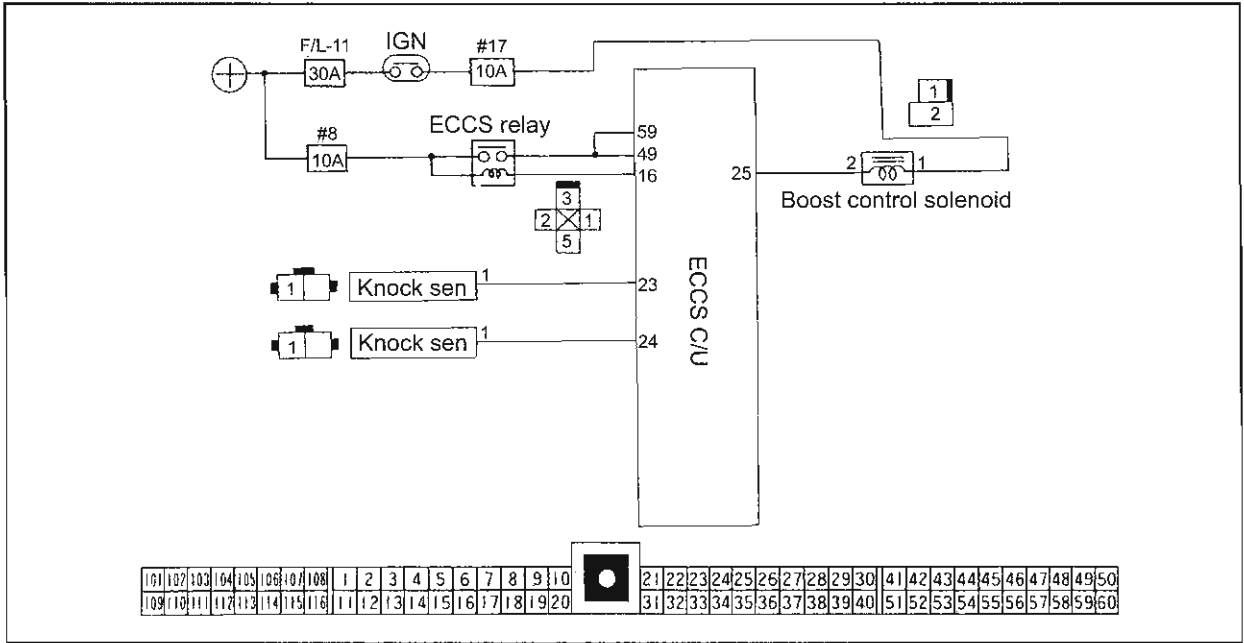 F/L-11 IGN #17
30A 10A
1
2
#8 ECCS relay
10A
59
49
16 25 2 1
Boost control solenoid
3
2 1
5
ECCS C/U
1 Knock sen 1 23
1 Knock sen 1 24
101 102 103 104 105 106 107 108 1 2 3 4 5 6 7 8 9 10 21 22 23 24 25 26 27 28 29 30 41 42 43 44 45 46 47 48 49 50
109 110 111 112 113 114 115 116 11 12 13 14 15 16 17 18 19 20 31 32 33 34 35 36 37 38 39 40 51 52 53 54 55 56 57 58 59 60